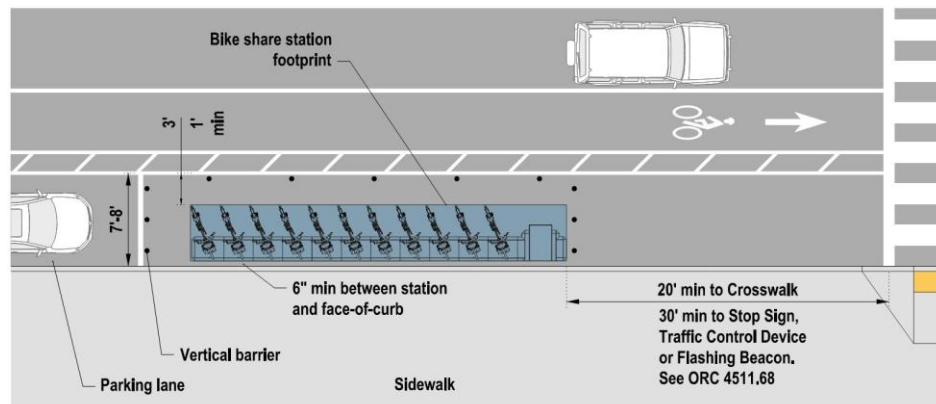 Bike share station
footprint
3'
1'
min
7'-8'
6" min between station
and face-of-curb
20' min to Crosswalk
30' min to Stop Sign,
Traffic Control Device
or Flashing Beacon.
See ORC 4511.68
Vertical barrier
Parking lane
Sidewalk